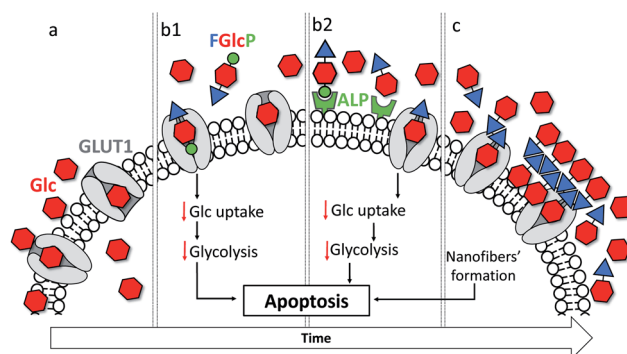 a
b1
b2
c
FGlcP
ALP
GLUT1
Glc
Glc uptake
Glycolysis
Glc uptake
Glycolysis
Nanofibers'
formation
Apoptosis
Time